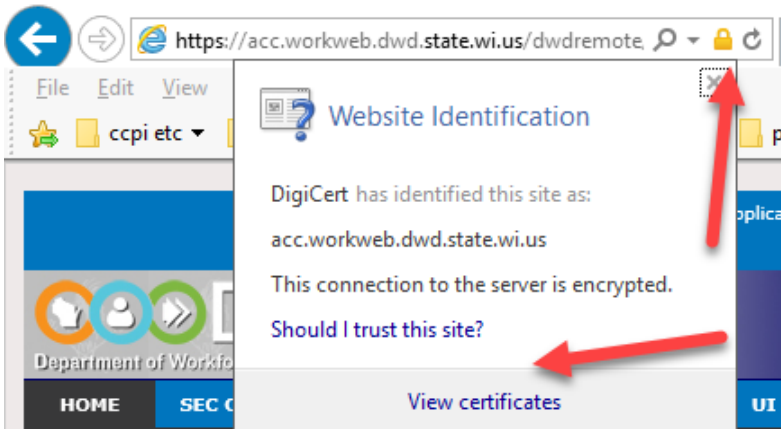 https://acc.workweb.dwd.state.wi.us/dwdremote
File Edit View
ccpi etc
Website Identification
DigiCert has identified this site as:
acc.workweb.dwd.state.wi.us
This connection to the server is encrypted.
Should I trust this site?
Department of
HOME
View certificates
UI